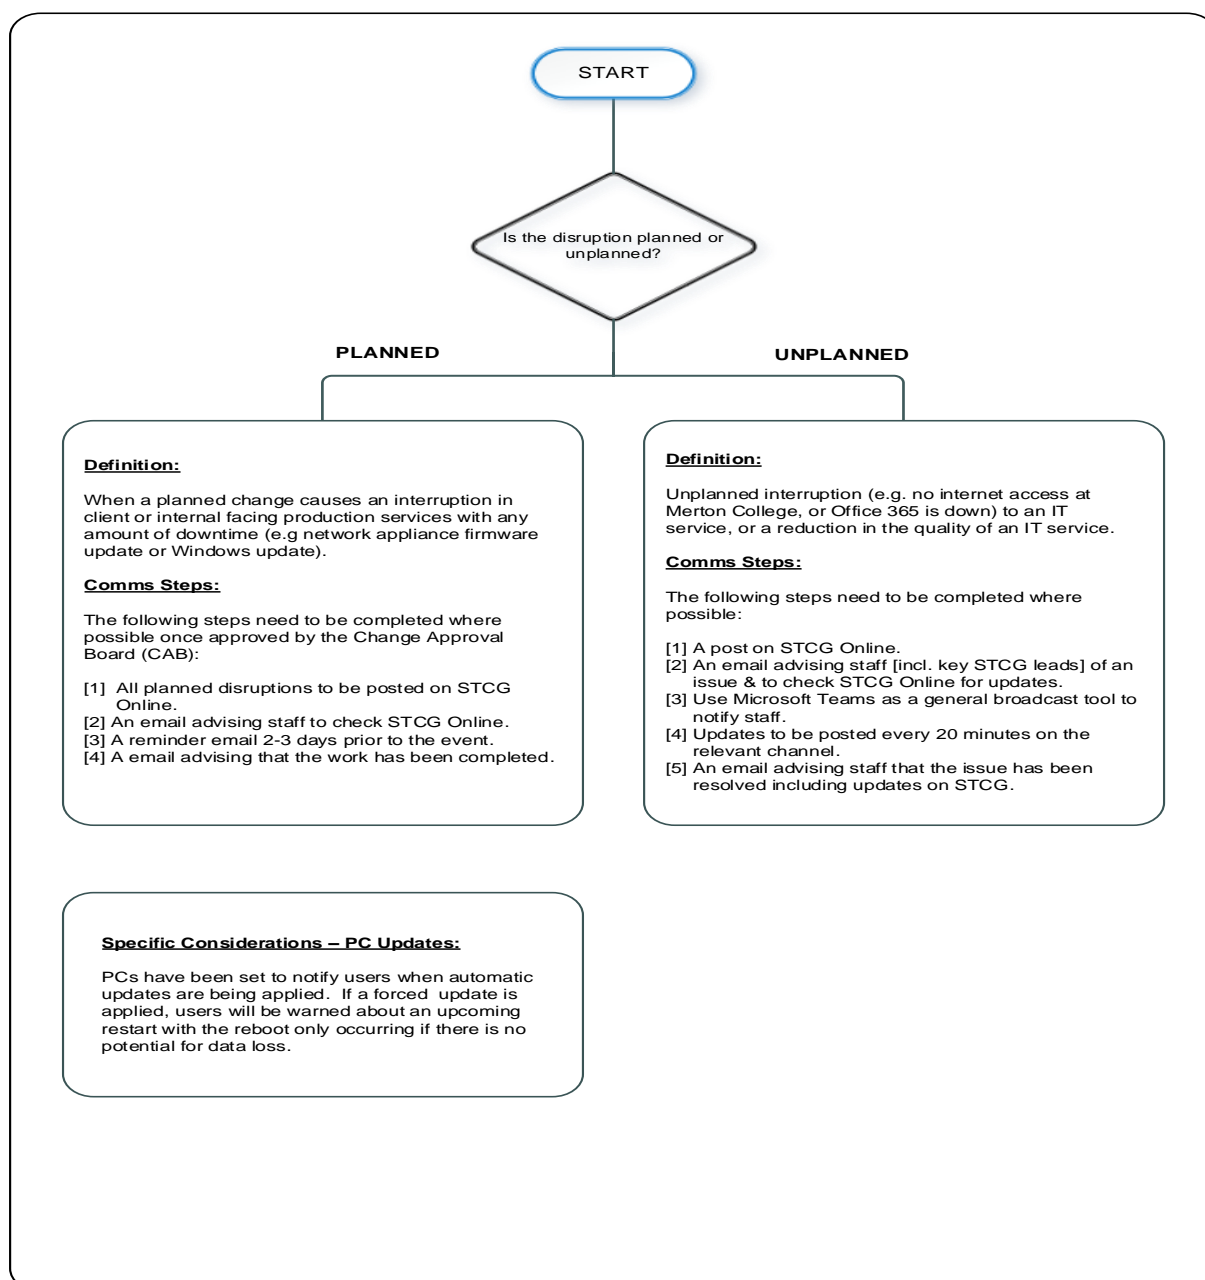 START
Is the disruption planned or
unplanned?
PLANNED
UNPLANNED
Definition:
When a planned change causes an interruption in
client or internal facing production services with any
amount of downtime (e.g network appliance firmware
update or Windows update).
Comms Steps:
The following steps need to be completed where
possible once approved by the Change Approval
Board (CAB):
[1] All planned disruptions to be posted on STCG
Online.
[2] An email advising staff to check STCG Online.
[3] A reminder email 2-3 days prior to the event.
[4] A email advising that the work has been completed.
Definition:
Unplanned interruption (e.g. no internet access at
Merton College, or Office 365 is down) to an IT
service, or a reduction in the quality of an IT service.
Comms Steps:
The following steps need to be completed where
possible:
[1] A post on STCG Online.
[2] An email advising staff [incl. key STCG leads] of an
issue & to check STCG Online for updates.
[3] Use Microsoft Teams as a general broadcast tool to
notify staff.
[4] Updates to be posted every 20 minutes on the
relevant channel.
[5] An email advising staff that the issue has been
resolved including updates on STCG.
Specific Considerations – PC Updates:
PCs have been set to notify users when automatic
updates are being applied. If a forced update is
applied, users will be warned about an upcoming
restart with the reboot only occurring if there is no
potential for data loss.